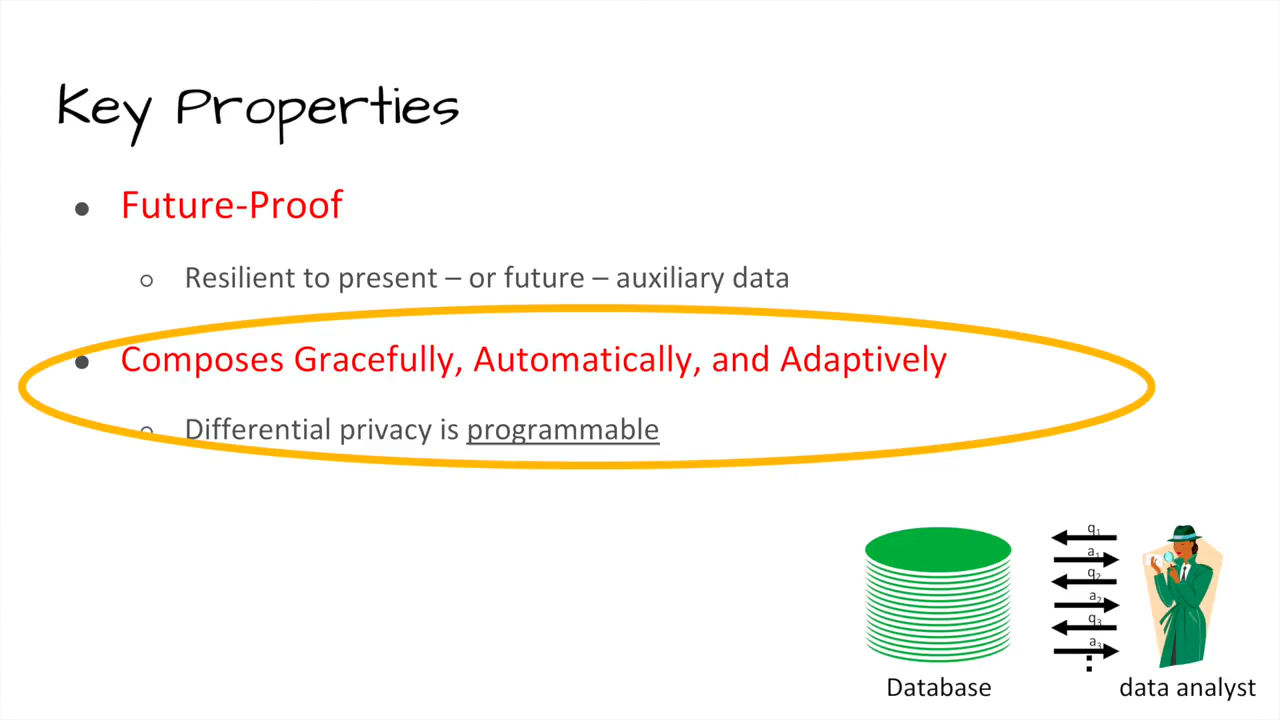 Key Properties
● Future-Proof
○ Resilient to present – or future – auxiliary data
● Composes Gracefully, Automatically, and Adaptively
○ Differential privacy is programmable
q₁
a₁
q₂
a₂
q₃
a₃
⋮
Database
data analyst